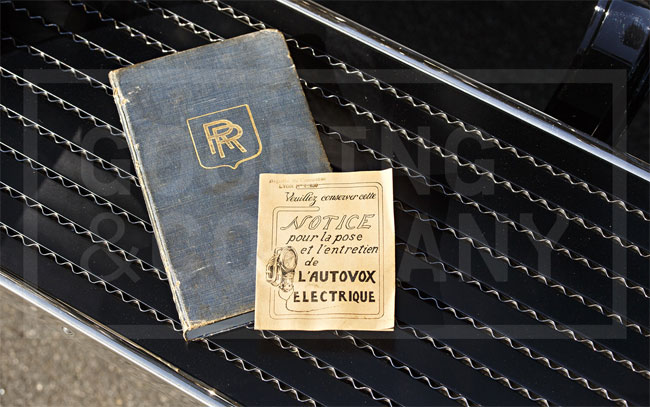 RR
Veuillez conserver cette
NOTICE
pour la pose
et l'entretien
de
L'AUTOVOX
ELECTRIQUE
GOODING
& COMPANY